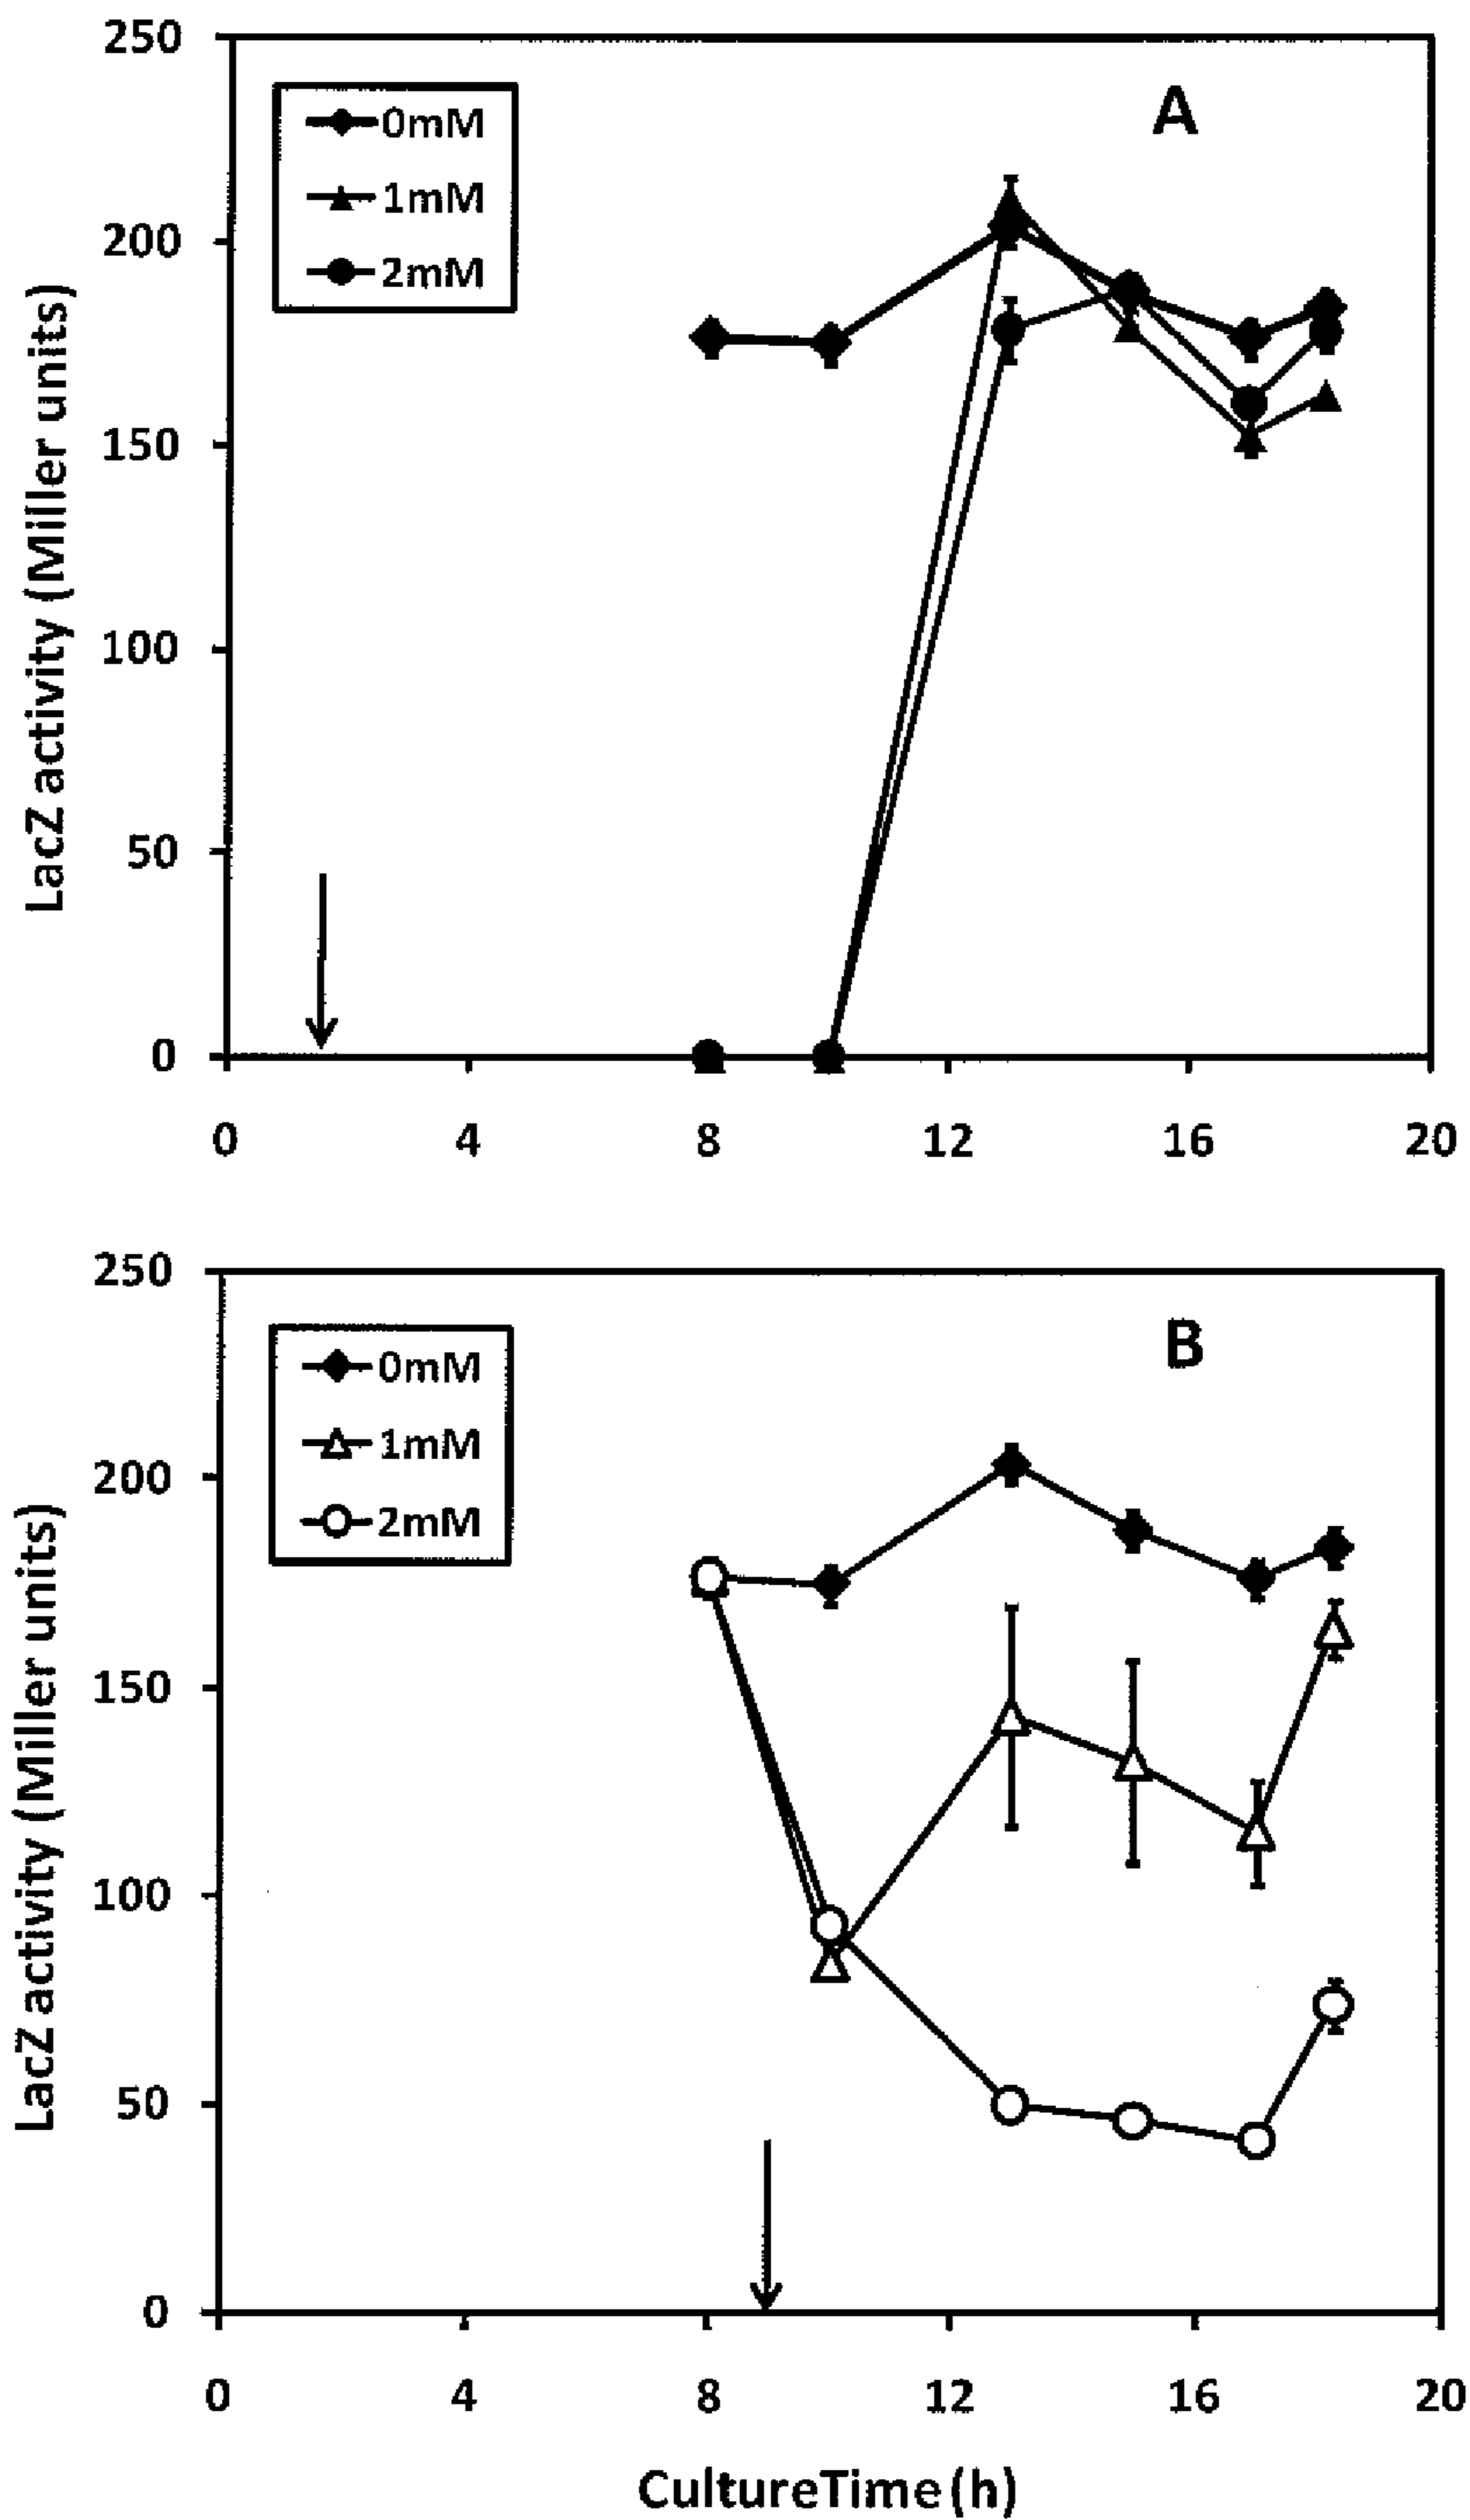 250
200
150
100
50
0
LacZ activity (Miller units)
0mM
1mM
2mM
A
0 4 8 12 16 20
250
200
150
100
50
0
LacZ activity (Miller units)
0mM
1mM
2mM
B
0 4 8 12 16 20
CultureTime(h)